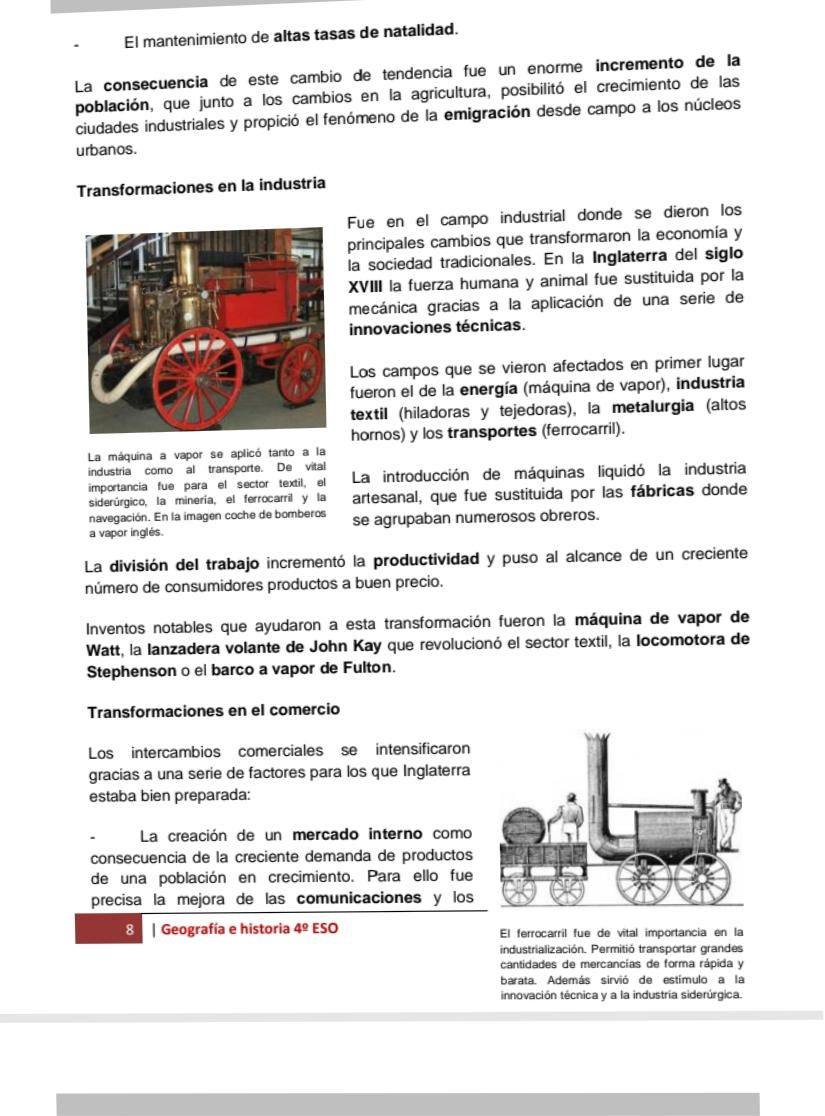 - El mantenimiento de altas tasas de natalidad.
La consecuencia de este cambio de tendencia fue un enorme incremento de la
población, que junto a los cambios en la agricultura, posibilitó el crecimiento de las
ciudades industriales y propició el fenómeno de la emigración desde campo a los núcleos
urbanos.
Transformaciones en la industria
Fue en el campo industrial donde se dieron los
principales cambios que transformaron la economía y
la sociedad tradicionales. En la Inglaterra del siglo
XVIII la fuerza humana y animal fue sustituida por la
mecánica gracias a la aplicación de una serie de
innovaciones técnicas.
Los campos que se vieron afectados en primer lugar
fueron el de la energía (máquina de vapor), industria
textil (hiladoras y tejedoras), la metalurgia (altos
hornos) y los transportes (ferrocarril).
La introducción de máquinas liquidó la industria
artesanal, que fue sustituida por las fábricas donde
se agrupaban numerosos obreros.
La máquina a vapor se aplicó tanto a la
industria como al transporte. De vital
importancia fue para el sector textil, el
siderúrgico, la minería, el ferrocarril y la
navegación. En la imagen coche de bomberos
a vapor inglés.
La división del trabajo incrementó la productividad y puso al alcance de un creciente
número de consumidores productos a buen precio.
Inventos notables que ayudaron a esta transformación fueron la máquina de vapor de
Watt, la lanzadera volante de John Kay que revolucionó el sector textil, la locomotora de
Stephenson o el barco a vapor de Fulton.
Transformaciones en el comercio
Los intercambios comerciales se intensificaron
gracias a una serie de factores para los que Inglaterra
estaba bien preparada:
- La creación de un mercado interno como
consecuencia de la creciente demanda de productos
de una población en crecimiento. Para ello fue
precisa la mejora de las comunicaciones y los
El ferrocarril fue de vital importancia en la
industrialización. Permitió transportar grandes
cantidades de mercancías de forma rápida y
barata. Además sirvió de estímulo a la
innovación técnica y a la industria siderúrgica.
8 | Geografía e historia 4º ESO